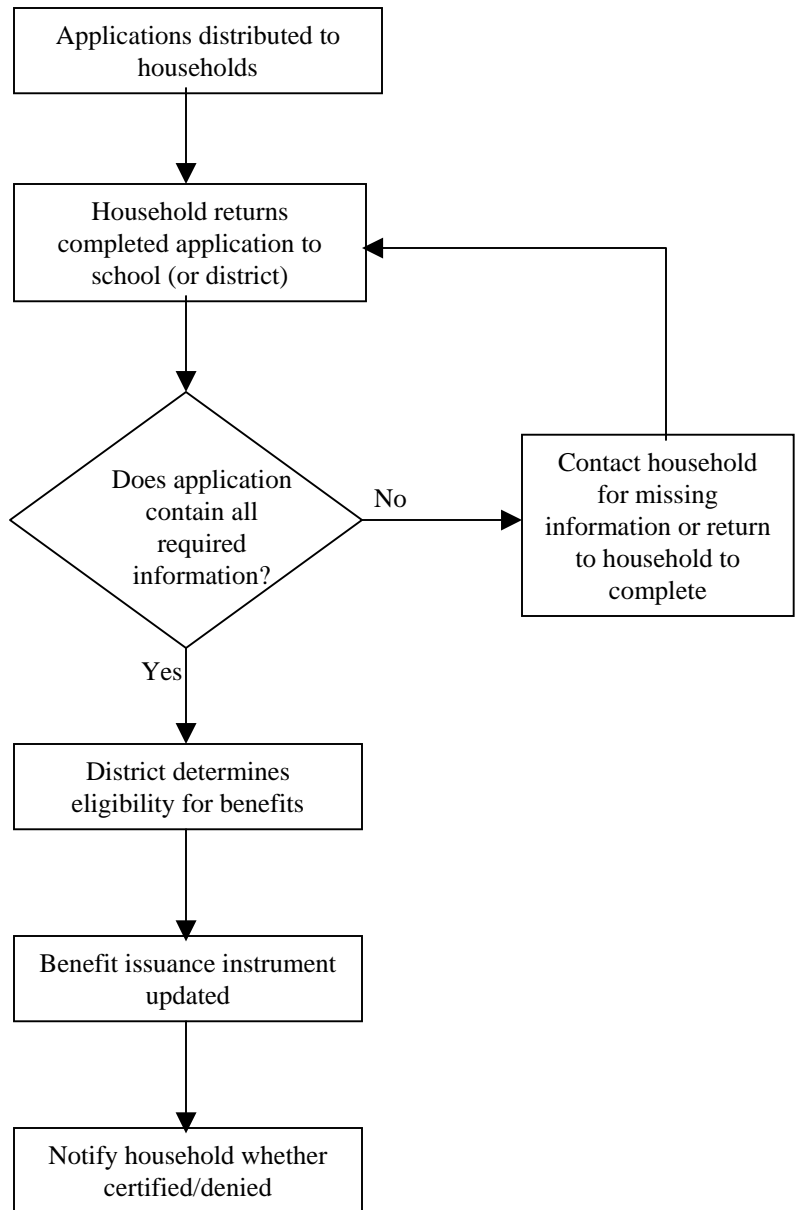 Applications distributed to
households
Household returns
completed application to
school (or district)
Does application
contain all
required
information?
No
Contact household
for missing
information or return
to household to
complete
Yes
District determines
eligibility for benefits
Benefit issuance instrument
updated
Notify household whether
certified/denied